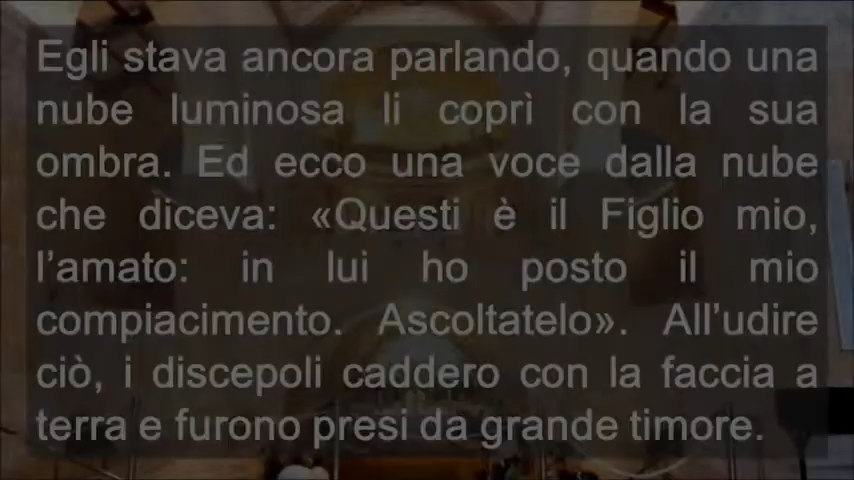 Egli stava ancora parlando, quando una
nube luminosa li coprì con la sua
ombra. Ed ecco una voce dalla nube
che diceva: «Questi è il Figlio mio,
l’amato: in lui ho posto il mio
compiacimento. Ascoltatelo». All’udire
ciò, i discepoli caddero con la faccia a
terra e furono presi da grande timore.